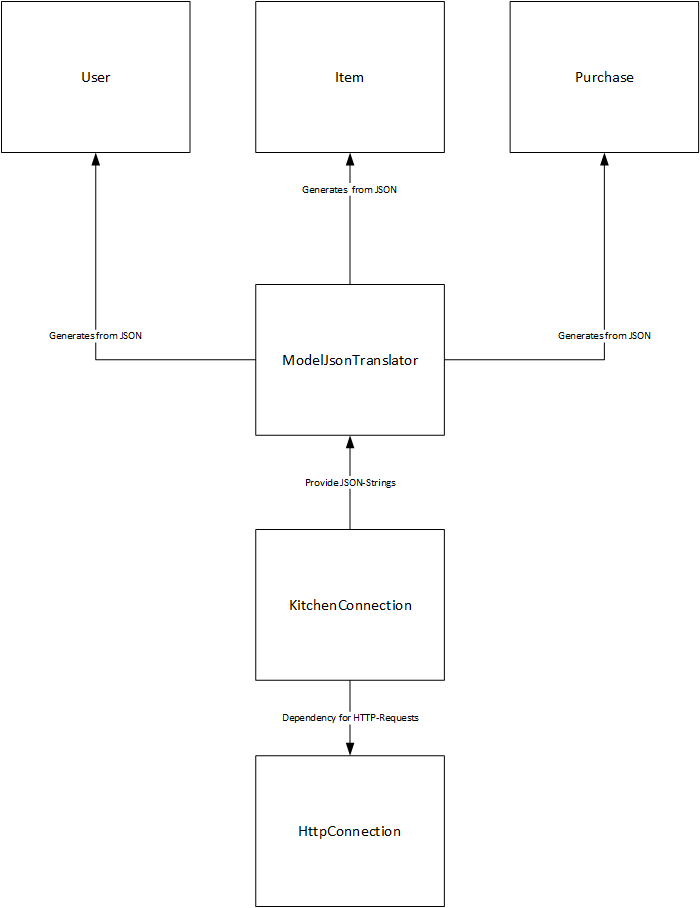 User
Item
Purchase
Generates from JSON
Generates from JSON
Generates from JSON
ModelJsonTranslator
Provide JSON-Strings
KitchenConnection
Dependency for HTTP-Requests
HttpConnection